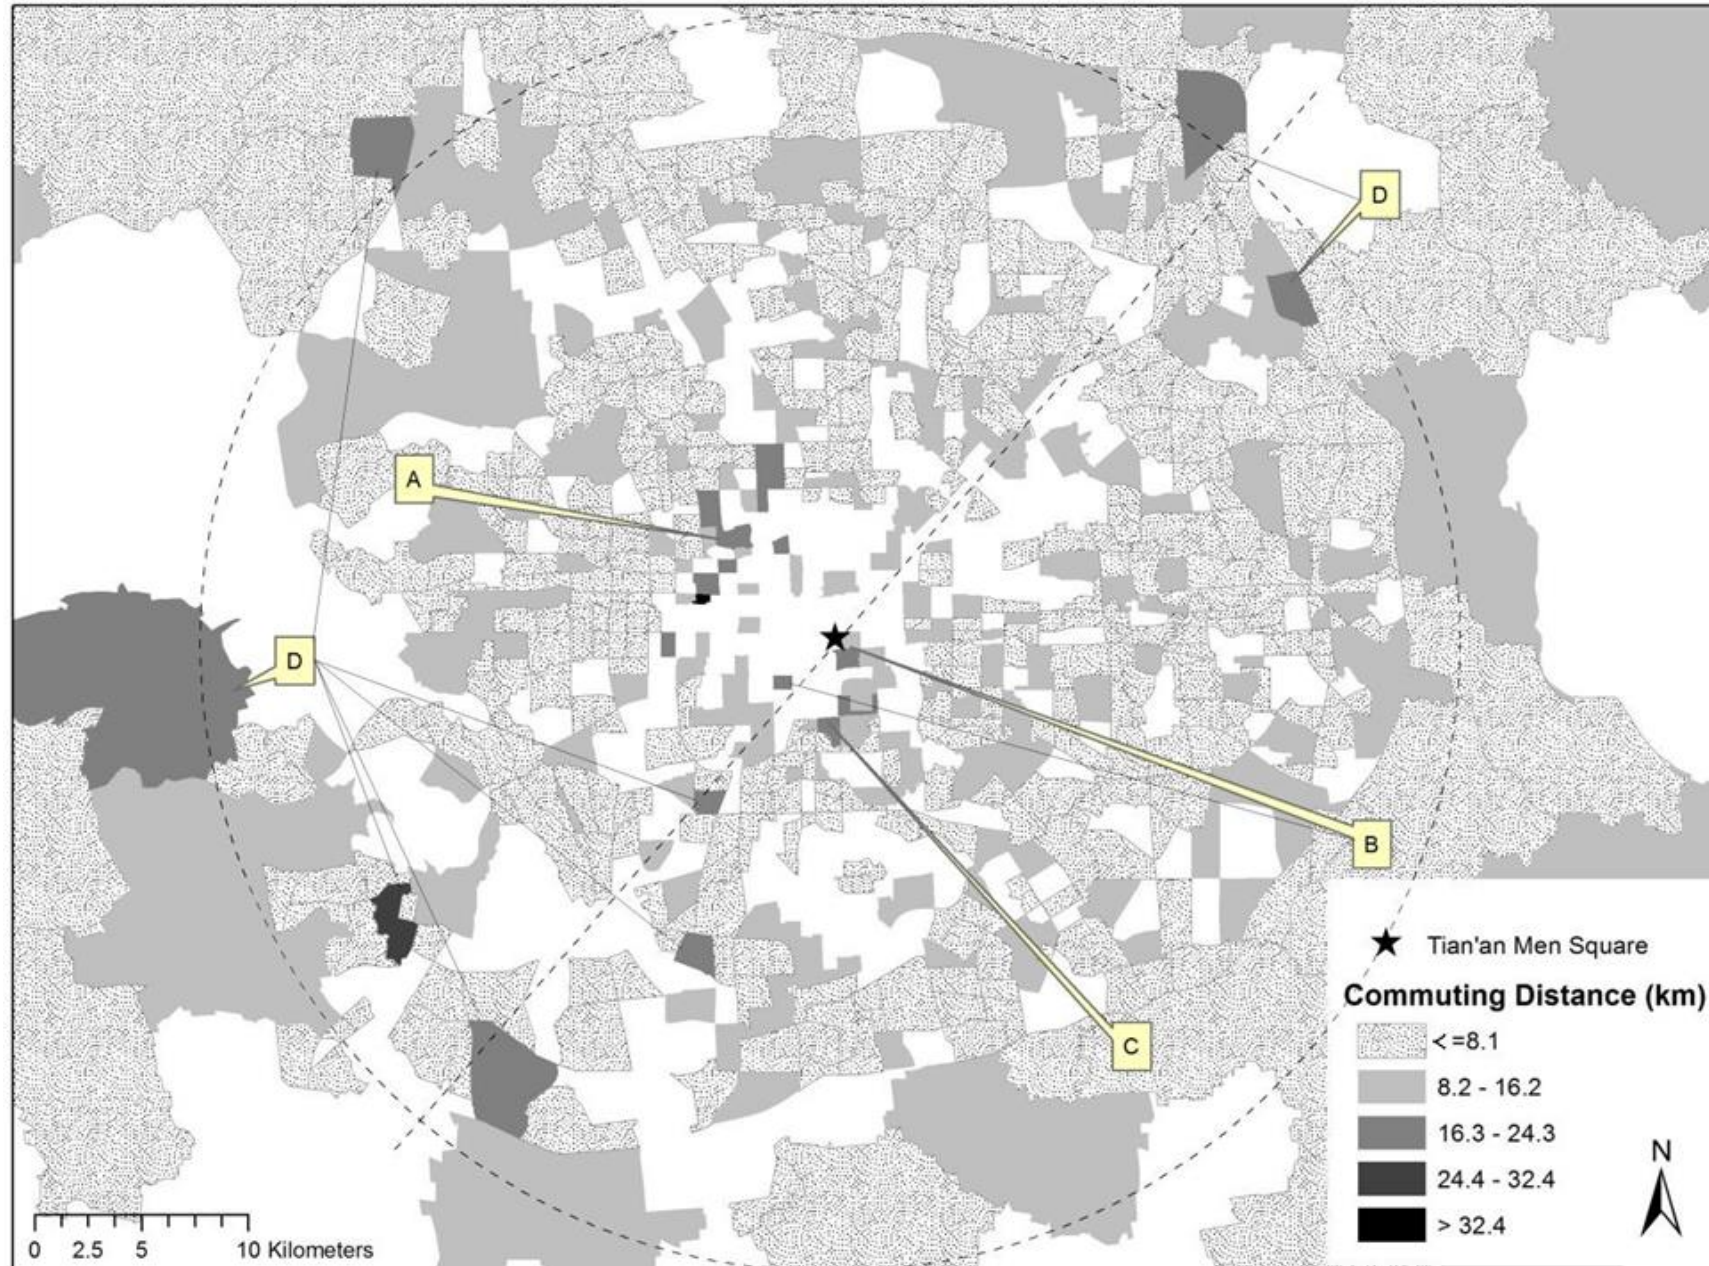 D
A
D
B
C
Tian'an Men Square
Commuting Distance (km)
<=8.1
8.2 - 16.2
16.3 - 24.3
24.4 - 32.4
> 32.4
N
0 2.5 5 10 Kilometers